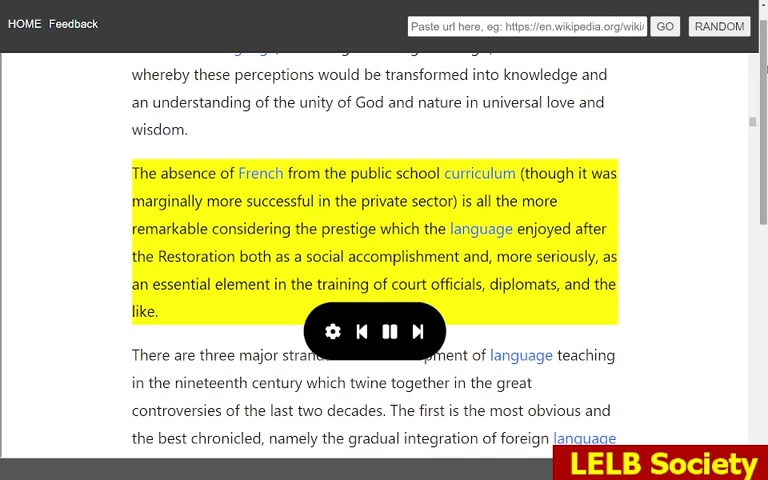 HOME Feedback
Paste url here, eg: https://en.wikipedia.org/wiki/ GO RANDOM
whereby these perceptions would be transformed into knowledge and
an understanding of the unity of God and nature in universal love and
wisdom.
The absence of French from the public school curriculum (though it was
marginally more successful in the private sector) is all the more
remarkable considering the prestige which the language enjoyed after
the Restoration both as a social accomplishment and, more seriously, as
an essential element in the training of court officials, diplomats, and the
like.
There are three major of language teaching
in the nineteenth century which twine together in the great
controversies of the last two decades. The first is the most obvious and
the best chronicled, namely the gradual integration of foreign language
LELB Society